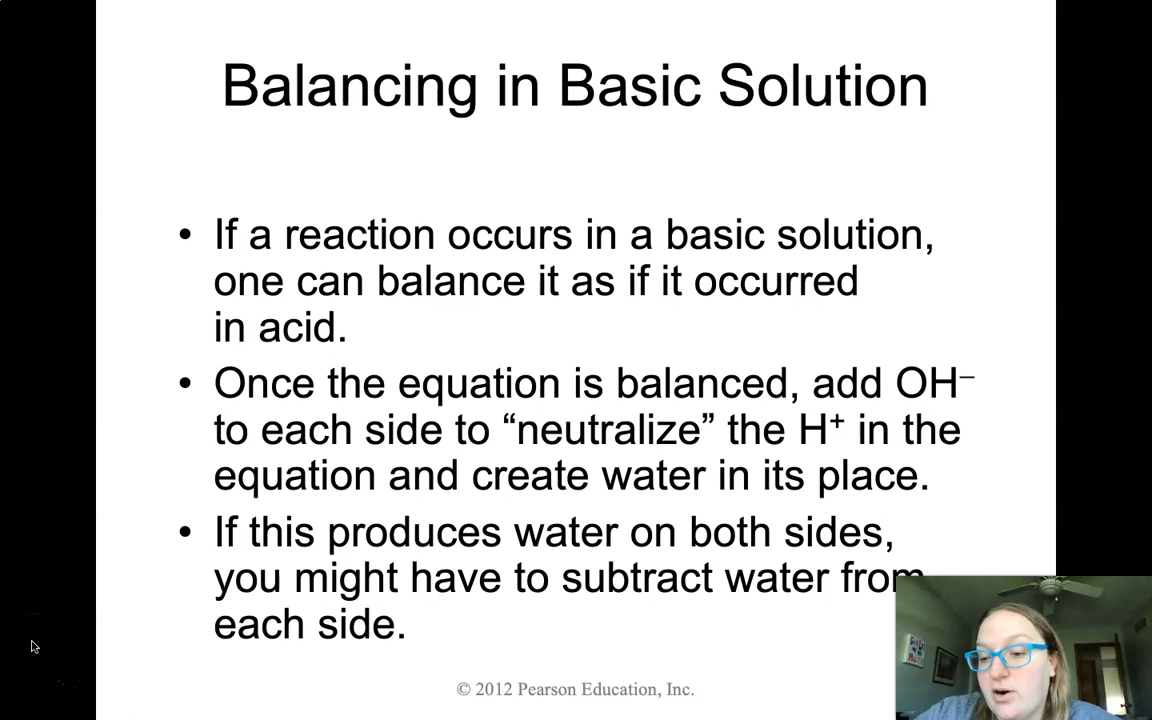 Balancing in Basic Solution
• If a reaction occurs in a basic solution,
one can balance it as if it occurred
in acid.
• Once the equation is balanced, add OH⁻
to each side to “neutralize” the H⁺ in the
equation and create water in its place.
• If this produces water on both sides,
you might have to subtract water from
each side.
© 2012 Pearson Education, Inc.